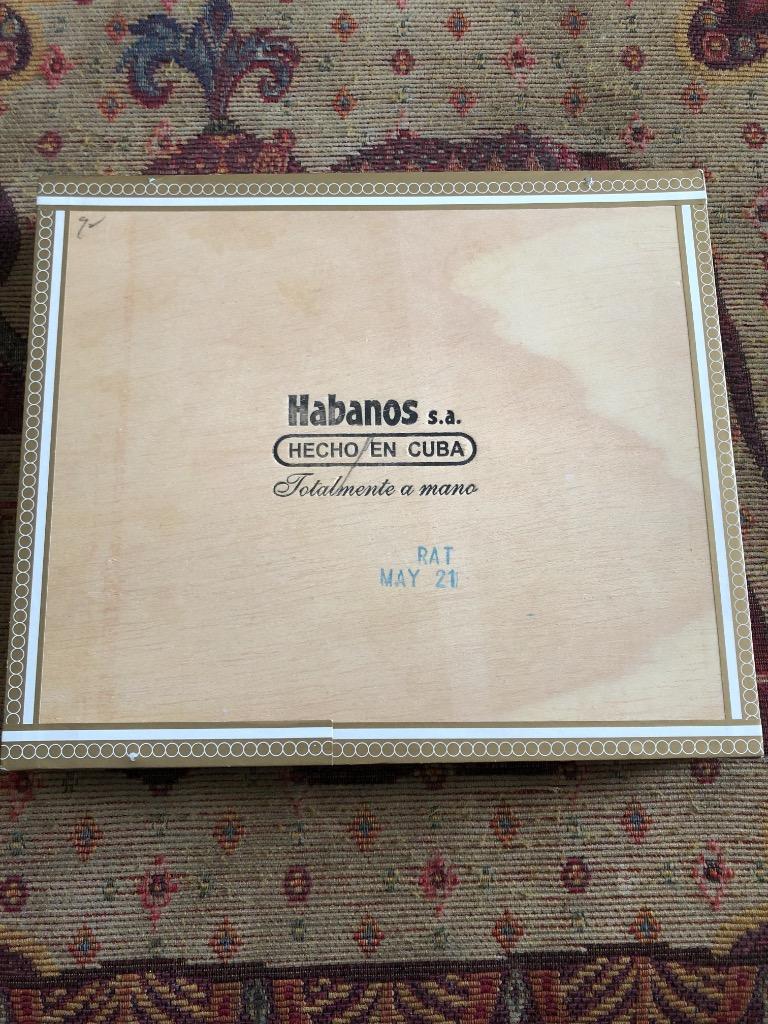 Habanos s.a.
HECHO EN CUBA
Totalmente a mano
RAT
MAY 21